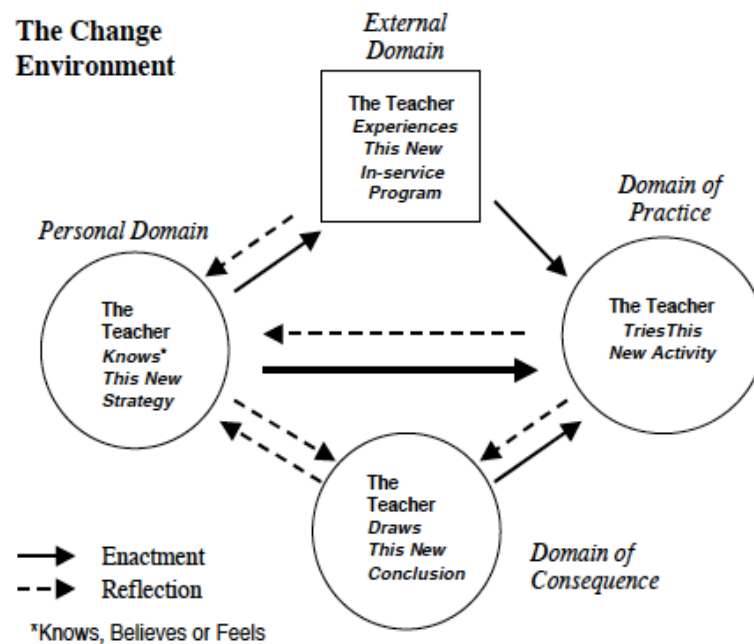 The Change
Environment
External
Domain
The Teacher
Experiences
This New
In-service
Program
Domain of
Practice
Personal Domain
The
Teacher
Knows*
This New
Strategy
The Teacher
TriesThis
New Activity
The
Teacher
Draws
This New
Conclusion
Domain of
Consequence
Enactment
Reflection
*Knows, Believes or Feels